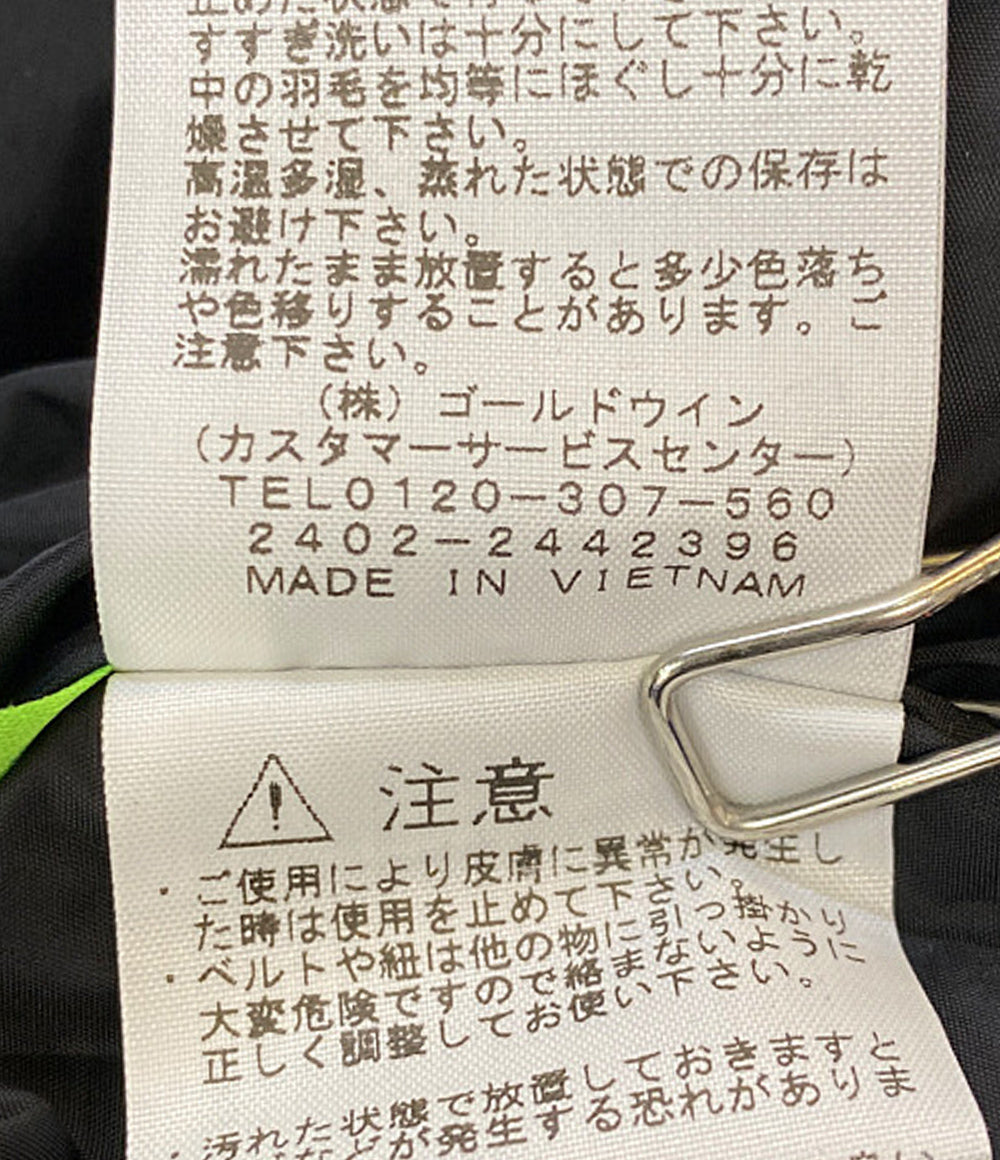 止めた状態で
すすぎ洗いは十分にして下さい。
中の羽毛を均等にほぐし十分に乾
燥させて下さい。
高温多湿、蒸れた状態での保存は
お避け下さい。
濡れたまま放置すると多少色落ち
や色移りすることがあります。ご
注意下さい。
(株)ゴールドウイン
(カスタマーサービスセンター)
TEL0120-307-560
2402-2442396
MADE IN VIETNAM
注意
・ご使用により皮膚に異常が発生し
た時は使用を止めて下さい。
・ベルトや紐は他の物に引っ掛かり
大変危険ですので絡まないように
正しく調整してお使い下さい。
・汚れた状態で放置しておきますと
などが発生する恐れがありま